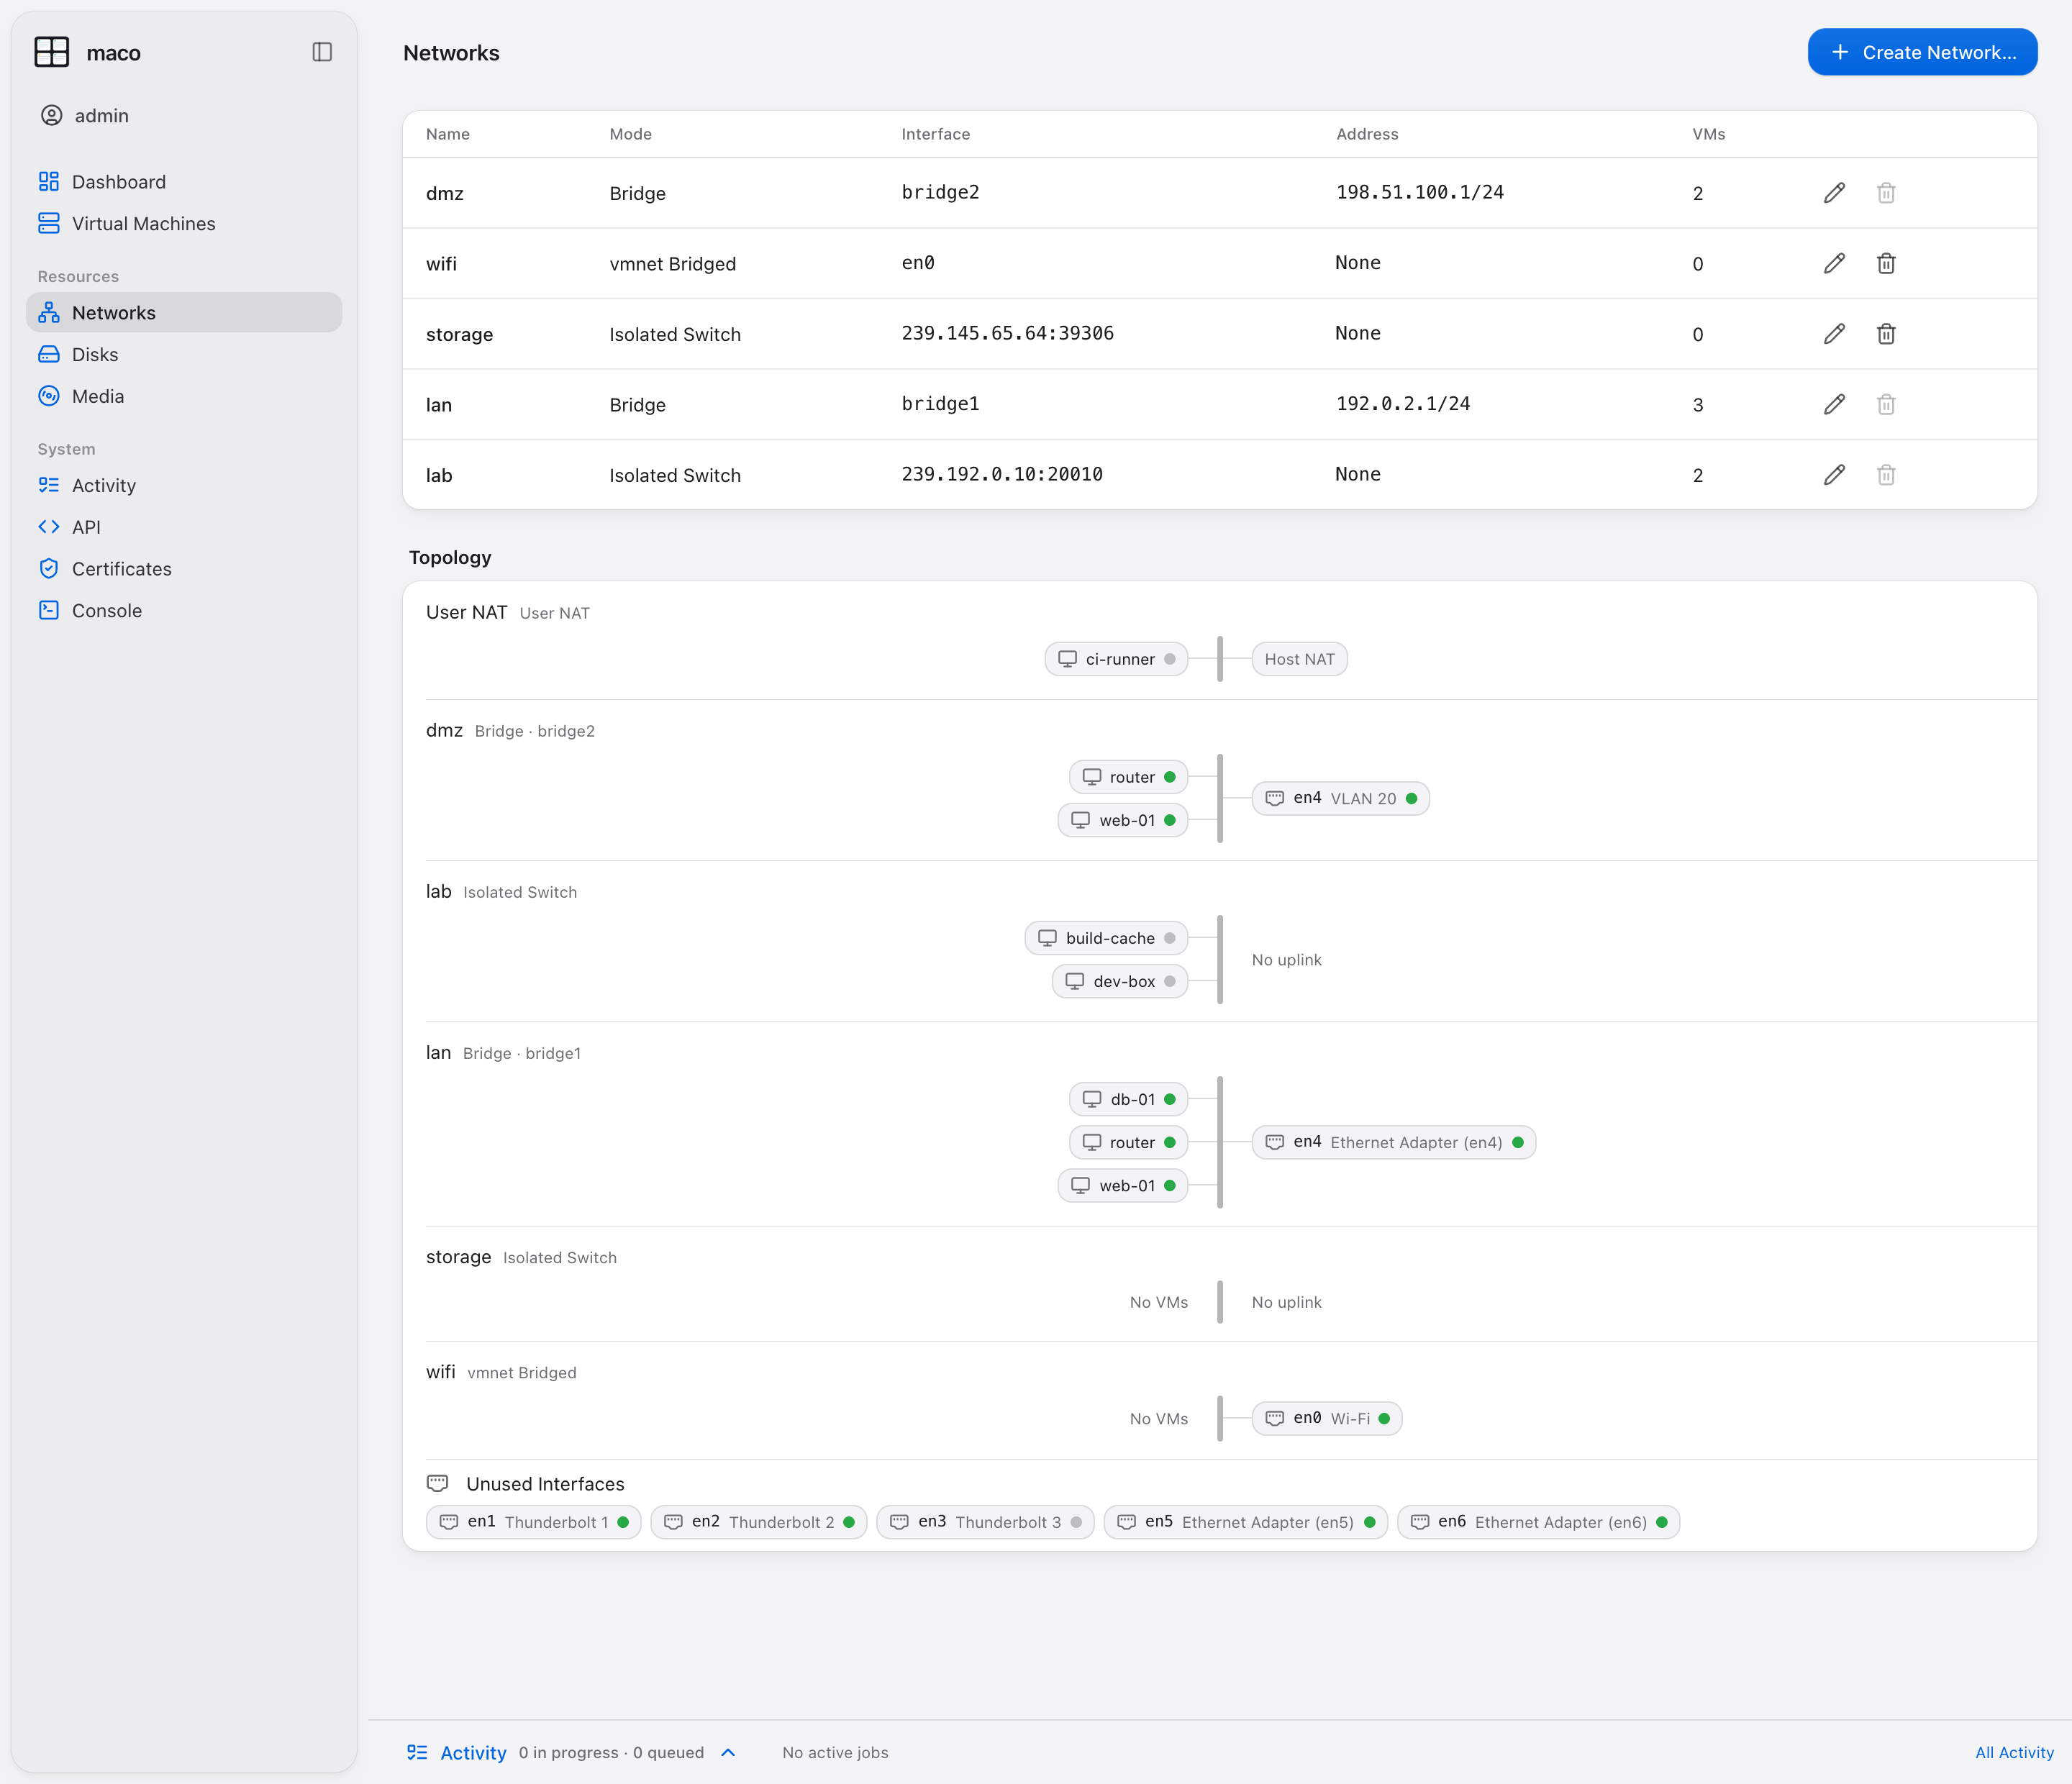 maco
admin
Dashboard
Virtual Machines
Resources
Networks
Disks
Media
System
Activity
API
Certificates
Console
Networks
Create Network...
Name Mode Interface Address VMs
dmz Bridge bridge2 198.51.100.1/24 2
wifi vmnet Bridged en0 None 0
storage Isolated Switch 239.145.65.64:39306 None 0
lan Bridge bridge1 192.0.2.1/24 3
lab Isolated Switch 239.192.0.10:20010 None 2
Topology
User NAT User NAT
ci-runner Host NAT
dmz Bridge · bridge2
router
en4 VLAN 20
web-01
lab Isolated Switch
build-cache
No uplink
dev-box
lan Bridge · bridge1
db-01
router en4 Ethernet Adapter (en4)
web-01
storage Isolated Switch
No VMs No uplink
wifi vmnet Bridged
No VMs en0 Wi-Fi
Unused Interfaces
en1 Thunderbolt 1 en2 Thunderbolt 2 en3 Thunderbolt 3 en5 Ethernet Adapter (en5) en6 Ethernet Adapter (en6)
Activity 0 in progress · 0 queued No active jobs All Activity